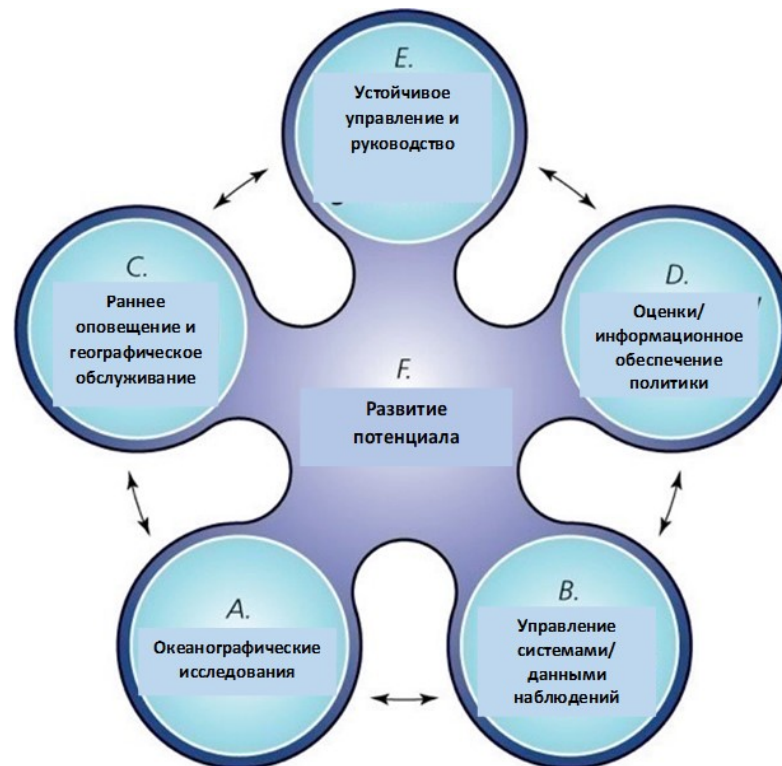 E.
Устойчивое
управление и
руководство
C.
Раннее
оповещение и
географическое
обслуживание
D.
Оценки/
информационное
обеспечение
политики
F.
Развитие
потенциала
A.
Океанографические
исследования
B.
Управление
системами/
данными
наблюдений